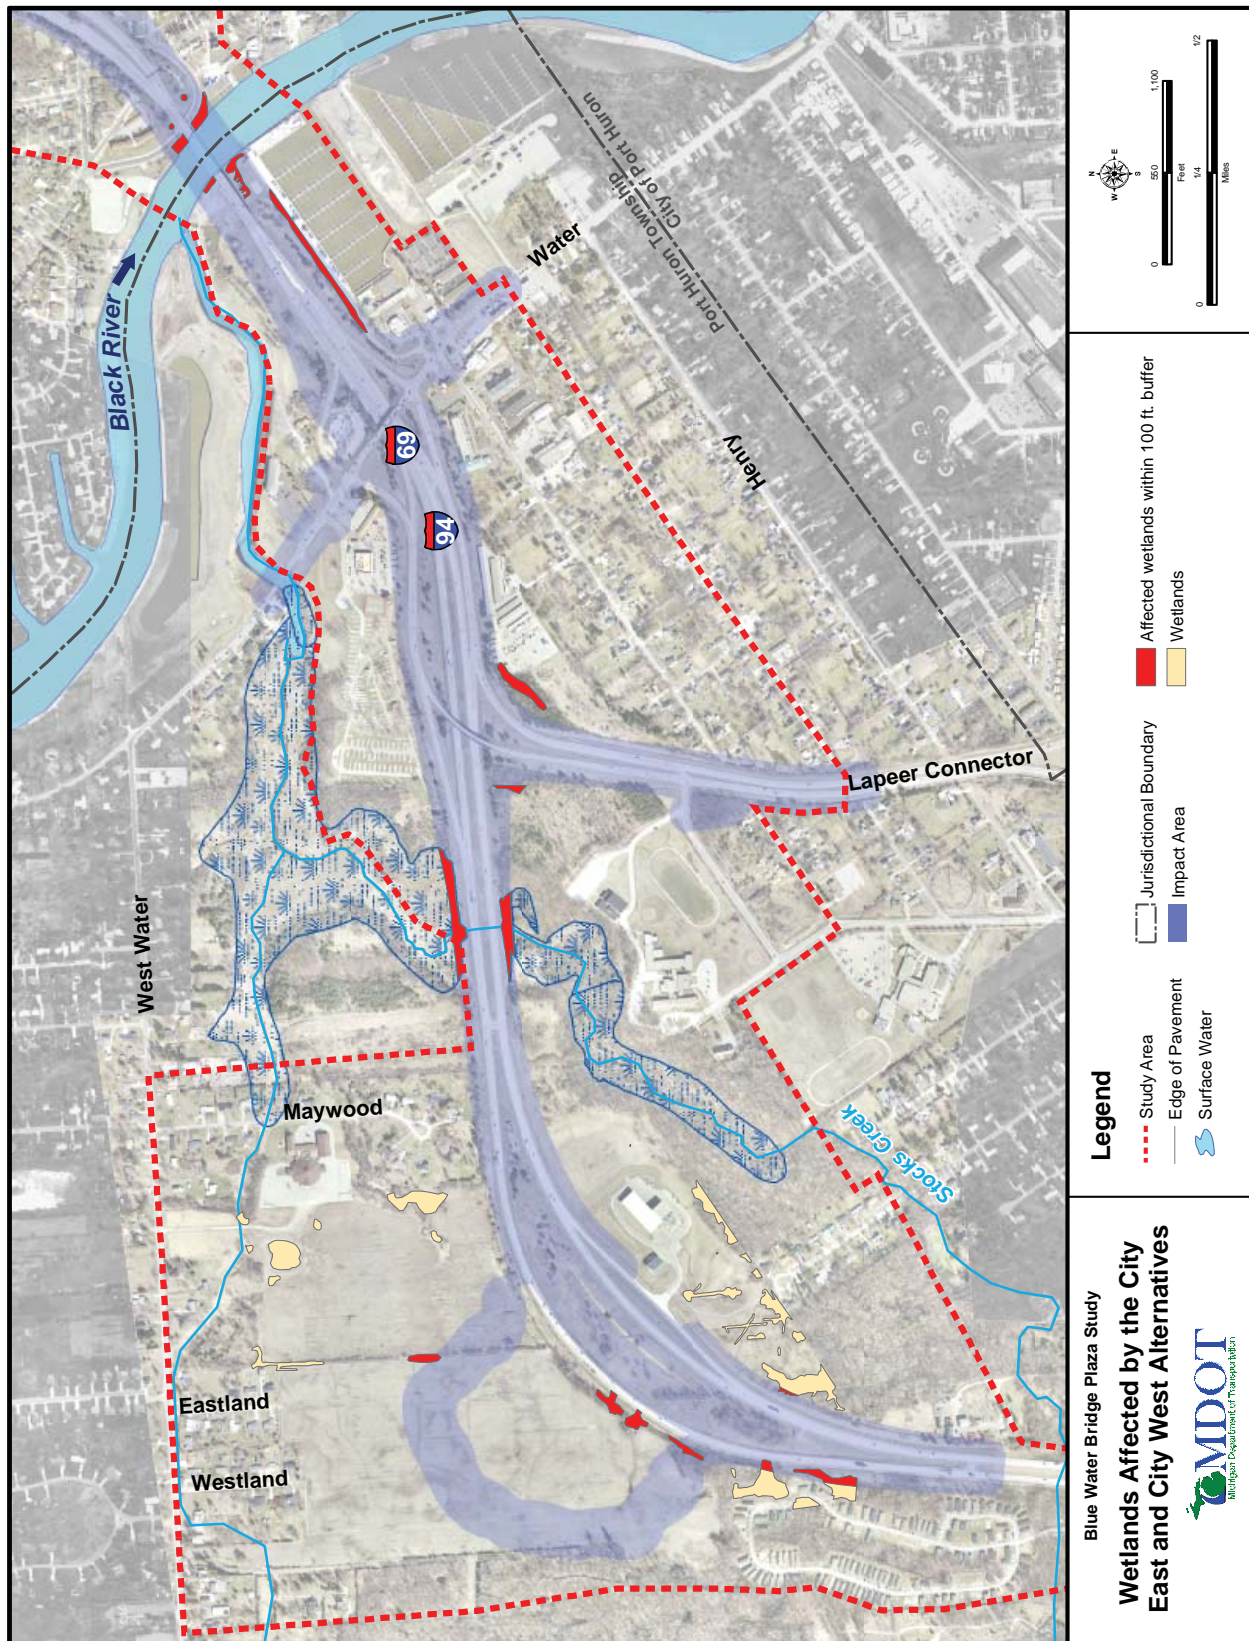 Black River
West Water
Maywood
Eastland
Westland
69
94
Water
Henry
Port Huron Township
City of Port Huron
Lapeer Connector
Stocks Creek
Blue Water Bridge Plaza Study
Wetlands Affected by the City
East and City West Alternatives
MDOT
Michigan Department of Transportation
Legend
Study Area
Edge of Pavement
Surface Water
Jurisdictional Boundary
Impact Area
Affected wetlands within 100 ft. buffer
Wetlands
N
W E
S
0 550 1,100
Feet
0 1/4 1/2
Miles